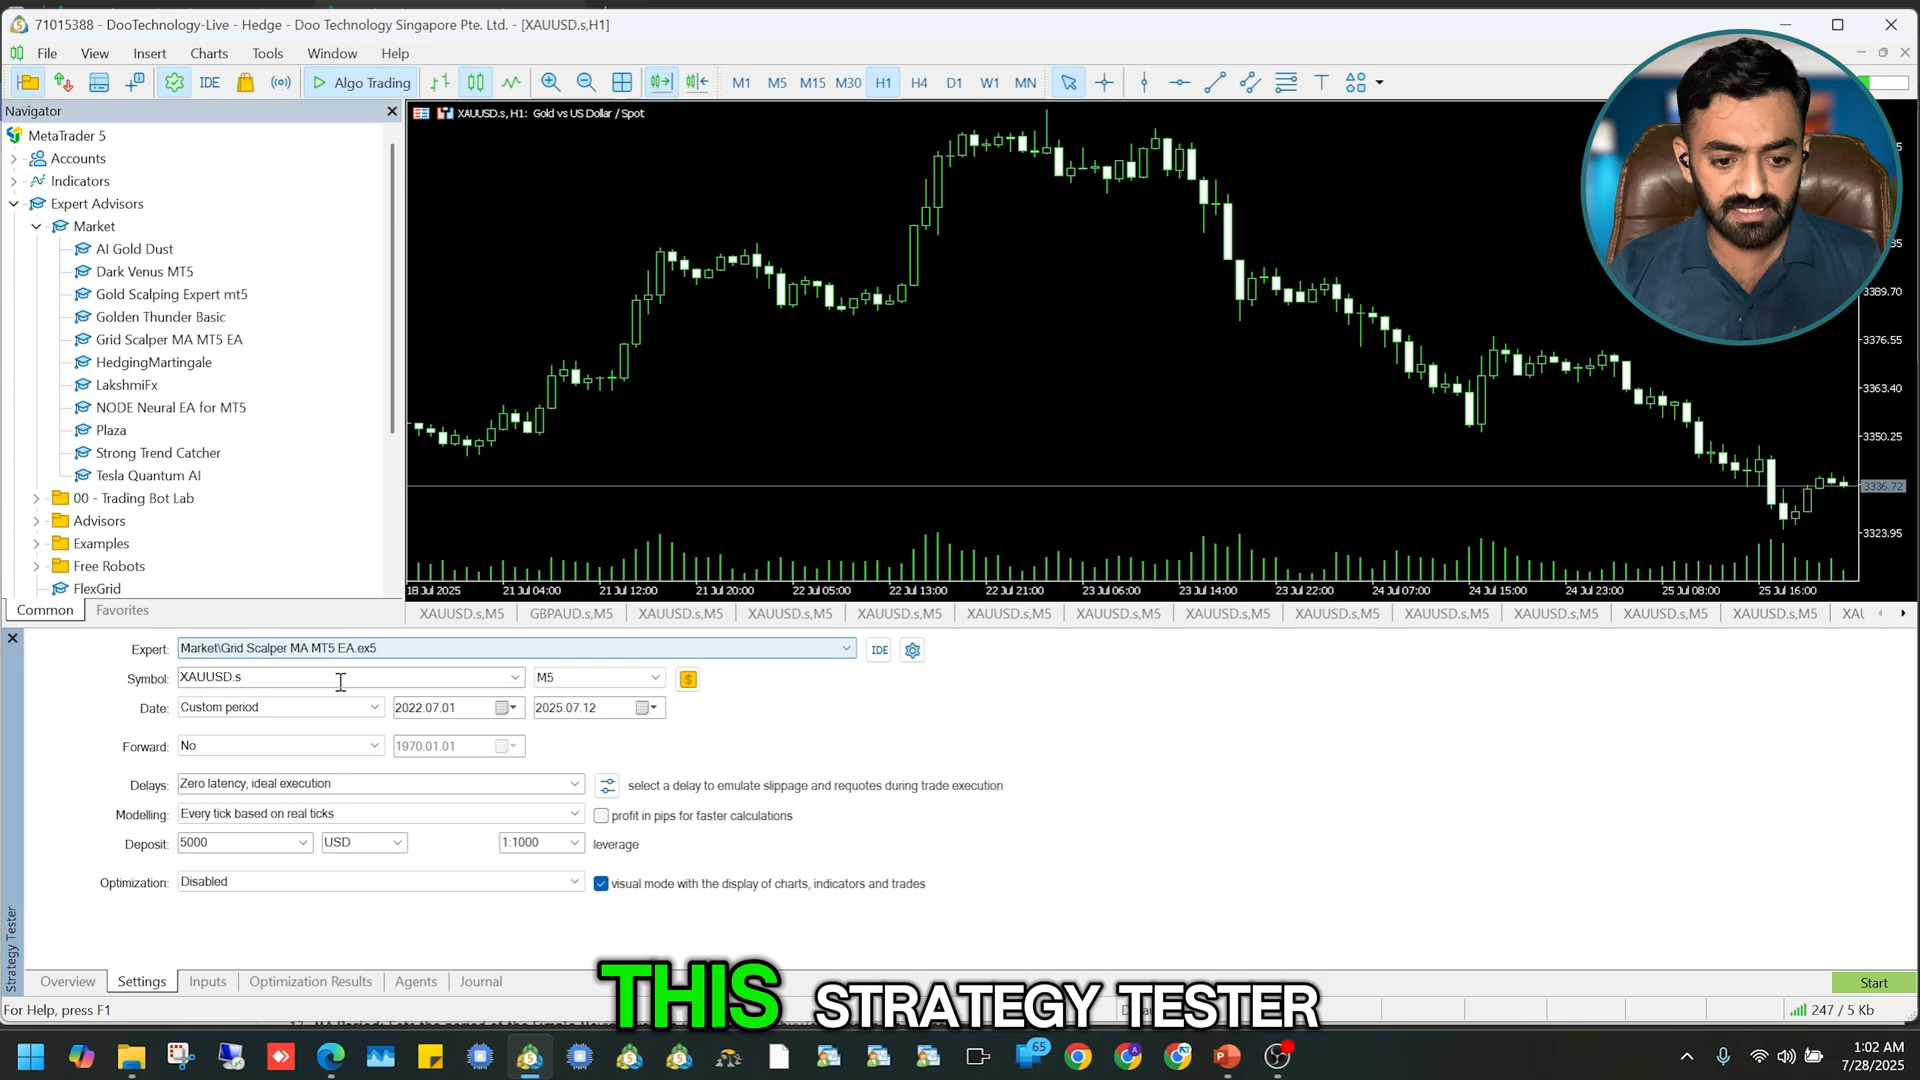 71015388 - DooTechnology-Live - Hedge - Doo Technology Singapore Pte. Ltd. - [XAUUSD.s,H1]
File View Insert Charts Tools Window Help
IDE Algo Trading M1 M5 M15 M30 H1 H4 D1 W1 MN
Navigator
MetaTrader 5
Accounts
Indicators
Expert Advisors
Market
AI Gold Dust
Dark Venus MT5
Gold Scalping Expert mt5
Golden Thunder Basic
Grid Scalper MA MT5 EA
HedgingMartingale
LakshmiFx
NODE Neural EA for MT5
Plaza
Strong Trend Catcher
Tesla Quantum AI
00 - Trading Bot Lab
Advisors
Examples
Free Robots
FlexGrid
Common Favorites
XAUUSD.s, H1: Gold vs US Dollar / Spot
3389.70
3376.55
3363.40
3350.25
3336.72
3323.95
18 Jul 2025 21 Jul 04:00 21 Jul 12:00 21 Jul 20:00 22 Jul 05:00 22 Jul 13:00 22 Jul 21:00 23 Jul 06:00 23 Jul 14:00 23 Jul 22:00 24 Jul 07:00 24 Jul 15:00 24 Jul 23:00 25 Jul 08:00 25 Jul 16:00
XAUUSD.s,M5 GBPAUD.s,M5 XAUUSD.s,M5 XAUUSD.s,M5 XAUUSD.s,M5 XAUUSD.s,M5 XAUUSD.s,M5 XAUUSD.s,M5 XAUUSD.s,M5 XAUUSD.s,M5 XAUUSD.s,M5 XAUUSD.s,M5 XAUUSD.s,M5
Expert: Market\Grid Scalper MA MT5 EA.ex5 IDE
Symbol: XAUUSD.s M5
Date: Custom period 2022.07.01 2025.07.12
Forward: No 1970.01.01
Delays: Zero latency, ideal execution select a delay to emulate slippage and requotes during trade execution
Modelling: Every tick based on real ticks profit in pips for faster calculations
Deposit: 5000 USD 1:1000 leverage
Optimization: Disabled visual mode with the display of charts, indicators and trades
Strategy Tester
Overview Settings Inputs Optimization Results Agents Journal Start
THIS STRATEGY TESTER
For Help, press F1 247 / 5 Kb
65
1:02 AM
7/28/2025